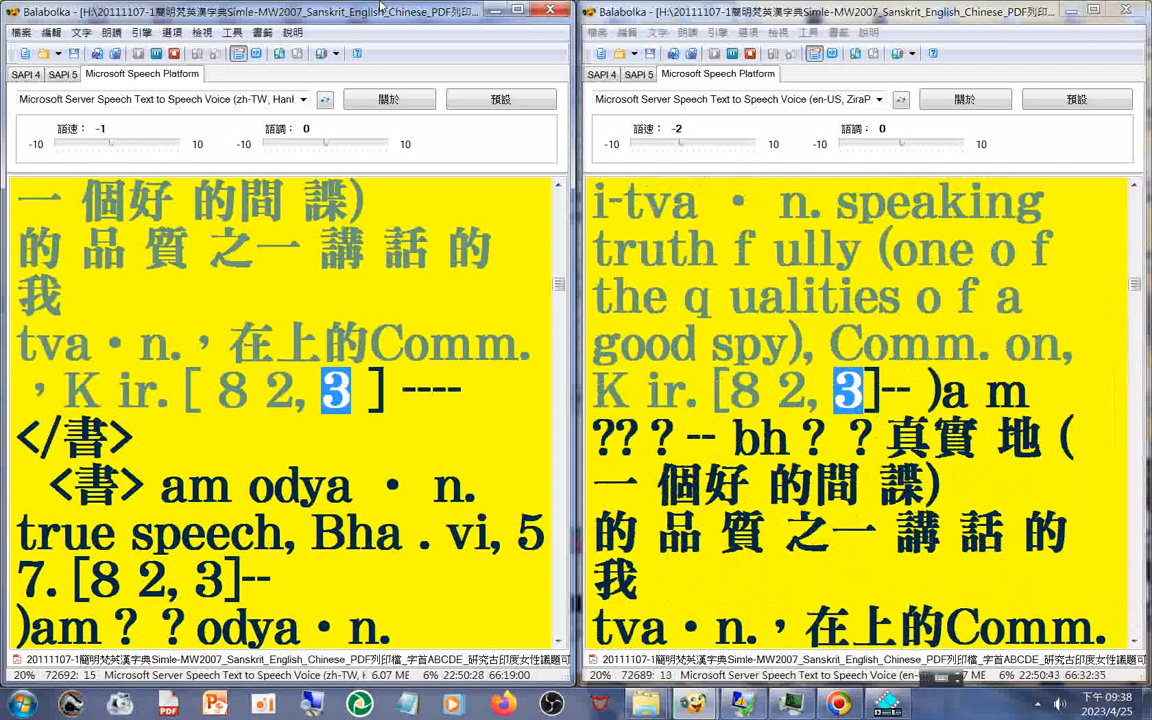 Balabolka - [H:\20111107-1簡明梵英漢字典Simle-MW2007_Sanskrit_English_Chinese_PDF列印...
檔案 編輯 文字 朗讀 引擎 選項 檢視 工具 書籤 說明
SAPI 4 SAPI 5 Microsoft Speech Platform
Microsoft Server Speech Text to Speech Voice (zh-TW, Hanl
關於 預設
語速： -1 語調： 0
-10 10 -10 10
一 個好 的間 諜)
的 品 質 之一 講 話 的
我
tva・n.，在上的Comm.
，K ir. [ 8 2, 3 ] ----
</書>
<書> am odya ・ n.
true speech, Bha . vi, 5
7. [8 2, 3]--
)am？？odya・n.
20111107-1簡明梵英漢字典Simle-MW2007_Sanskrit_English_Chinese_PDF列印檔_字首ABCDE_研究古印度女性議題可
20% 72692: 15 Microsoft Server Speech Text to Speech Voice (zh-TW, H 6.07 ME 6% 22:50:28 66:19:00
Balabolka - [H:\20111107-1簡明梵英漢字典Simle-MW2007_Sanskrit_English_Chinese_PDF列印...
檔案 編輯 文字 朗讀 引擎 選項 檢視 工具 書籤 說明
SAPI 4 SAPI 5 Microsoft Speech Platform
Microsoft Server Speech Text to Speech Voice (en-US, ZiraP
關於 預設
語速： -2 語調： 0
-10 10 -10 10
i-tva ・ n. speaking
truth f ully (one o f
the q ualities o f a
good spy), Comm. on,
K ir. [8 2, 3]-- )a m
??？-- bh？？真實 地 (
一 個好 的間 諜)
的 品 質 之一 講 話 的
我
tva・n.，在上的Comm.
20111107-1簡明梵英漢字典Simle-MW2007_Sanskrit_English_Chinese_PDF列印檔_字首ABCDE_研究古印度女性議題可
20% 72689: 13 Microsoft Server Speech Text to Speech Voice (en-U 6% 22:50:43 66:32:35
PDF
下午 09:38
2023/4/25